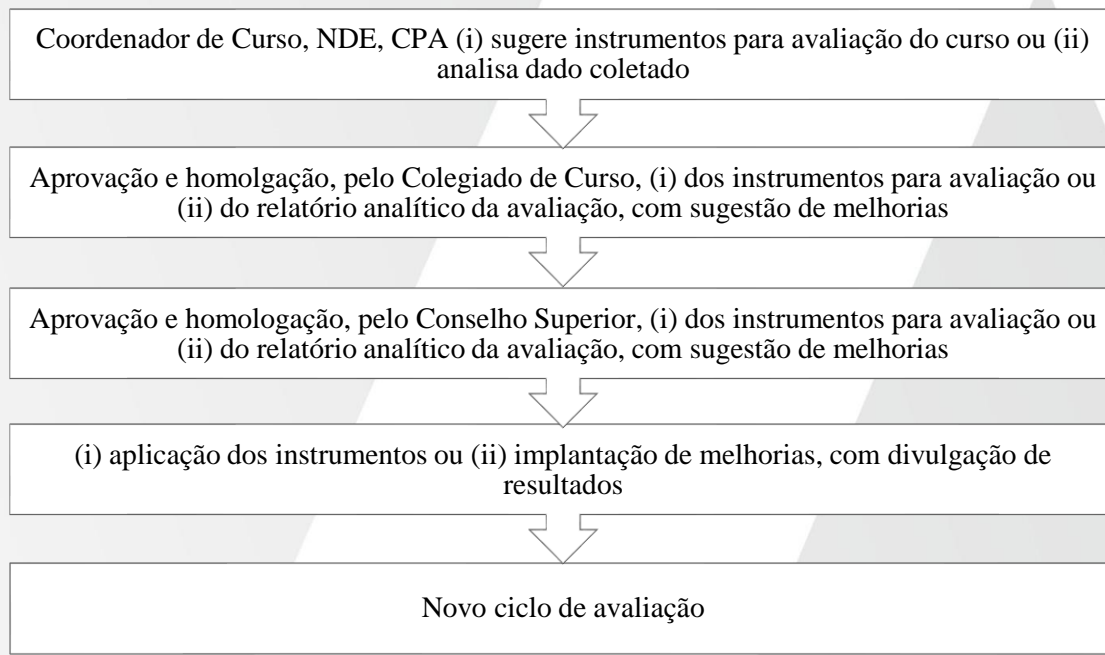 Coordenador de Curso, NDE, CPA (i) sugere instrumentos para avaliação do curso ou (ii)
analisa dado coletado
Aprovação e homolgação, pelo Colegiado de Curso, (i) dos instrumentos para avaliação ou
(ii) do relatório analítico da avaliação, com sugestão de melhorias
Aprovação e homologação, pelo Conselho Superior, (i) dos instrumentos para avaliação ou
(ii) do relatório analítico da avaliação, com sugestão de melhorias
(i) aplicação dos instrumentos ou (ii) implantação de melhorias, com divulgação de
resultados
Novo ciclo de avaliação